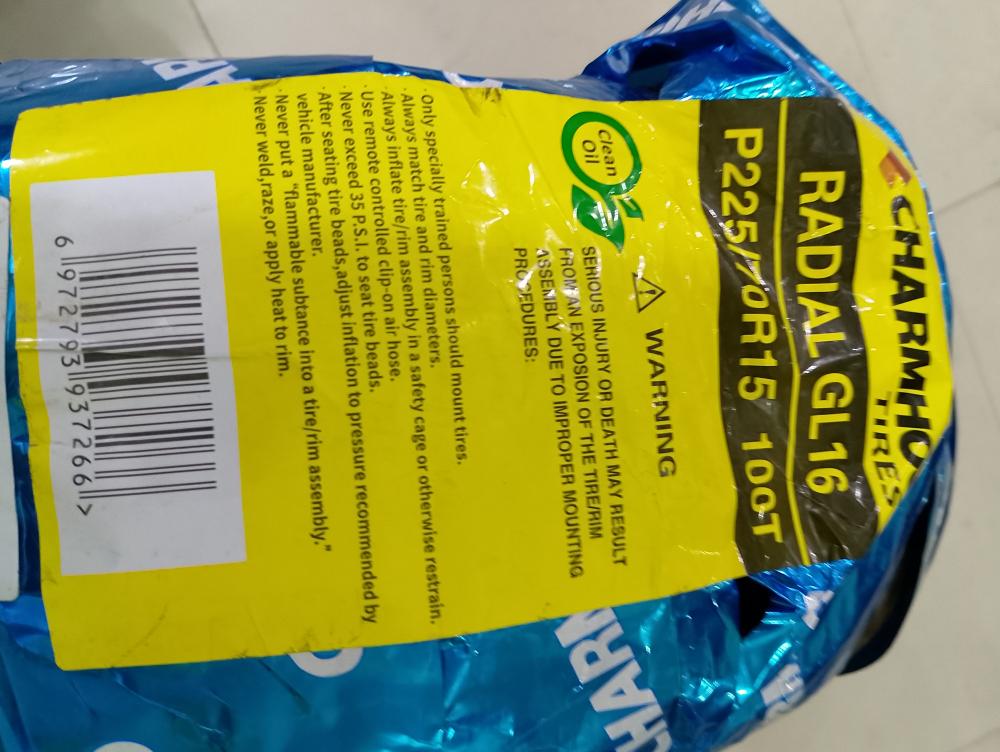 CHARMHO
TIRES
RADIAL GL16
P225/70R15 100T
Clean
Oil
WARNING
SERIOUS INJURY OR DEATH MAY RESULT
FROM AN EXPOSION OF THE TIRE/RIM
ASSEMBLY DUE TO IMPROPER MOUNTING
PROCEDURES:
·Only specially trained persons should mount tires.
·Always match tire and rim diameters.
·Always inflate tire/rim assembly in a safety cage or otherwise restrain.
·Use remote controlled clip-on air hose.
·Never exceed 35 P.S.I. to seat tire beads.
·After seating tire beads,adjust inflation to pressure recommended by
vehicle manufacturer.
·Never put a "flammable subtance into a tire/rim assembly."
·Never weld,raze,or apply heat to rim.
6 972793 937266 >